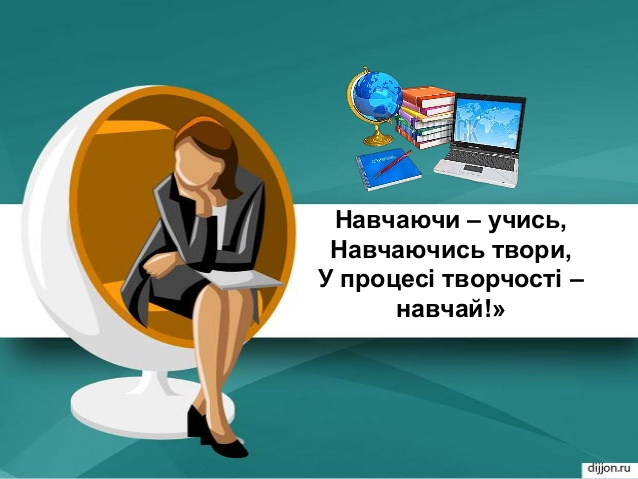 Навчаючи – учись,
Навчаючись твори,
У процесі творчості –
навчай!»
dijjon.ru